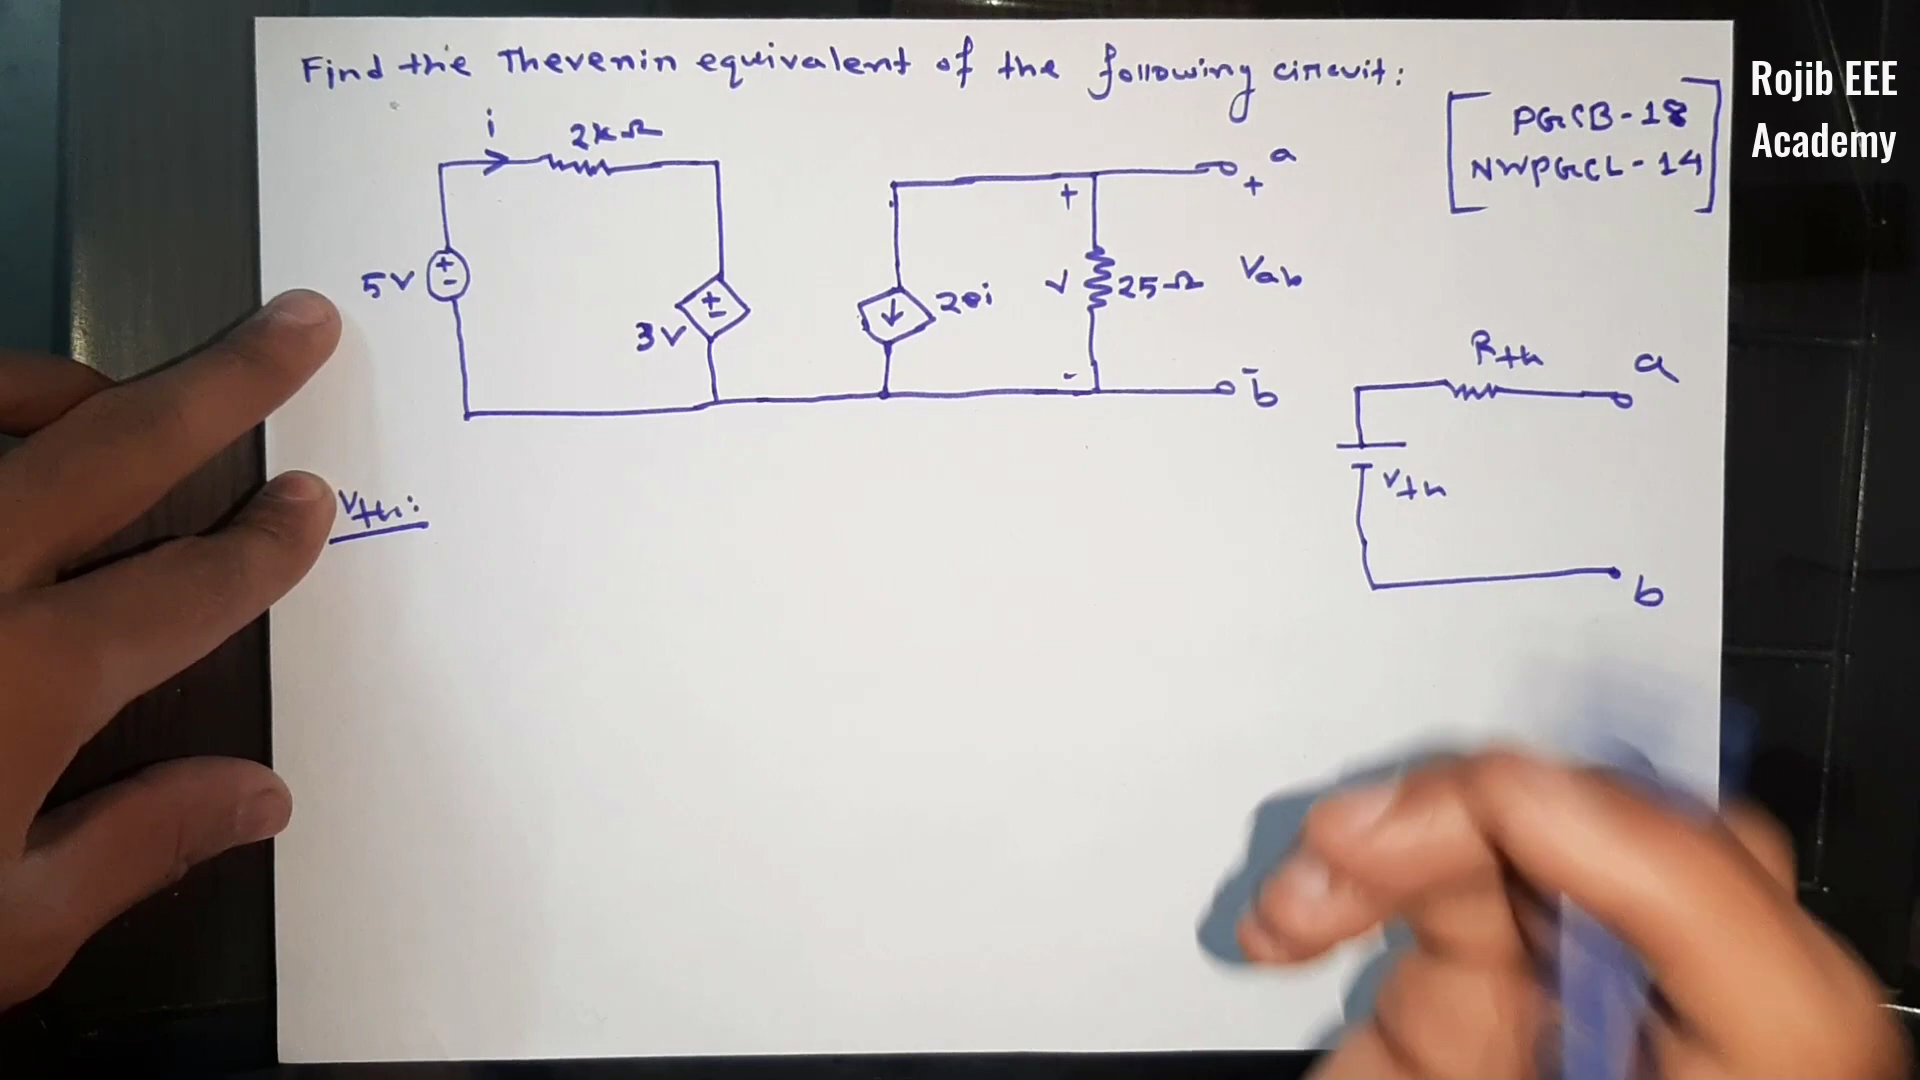 Find the Thevenin equivalent of the following circuit:
Rojib EEE
Academy
PGCB-18
NWPGCL-14
i
2kΩ
a
+
+
5V
+
-
+
-
3V
20i
V
25Ω
Vab
-
-
b
Rth
a
Vth
b
Vth: